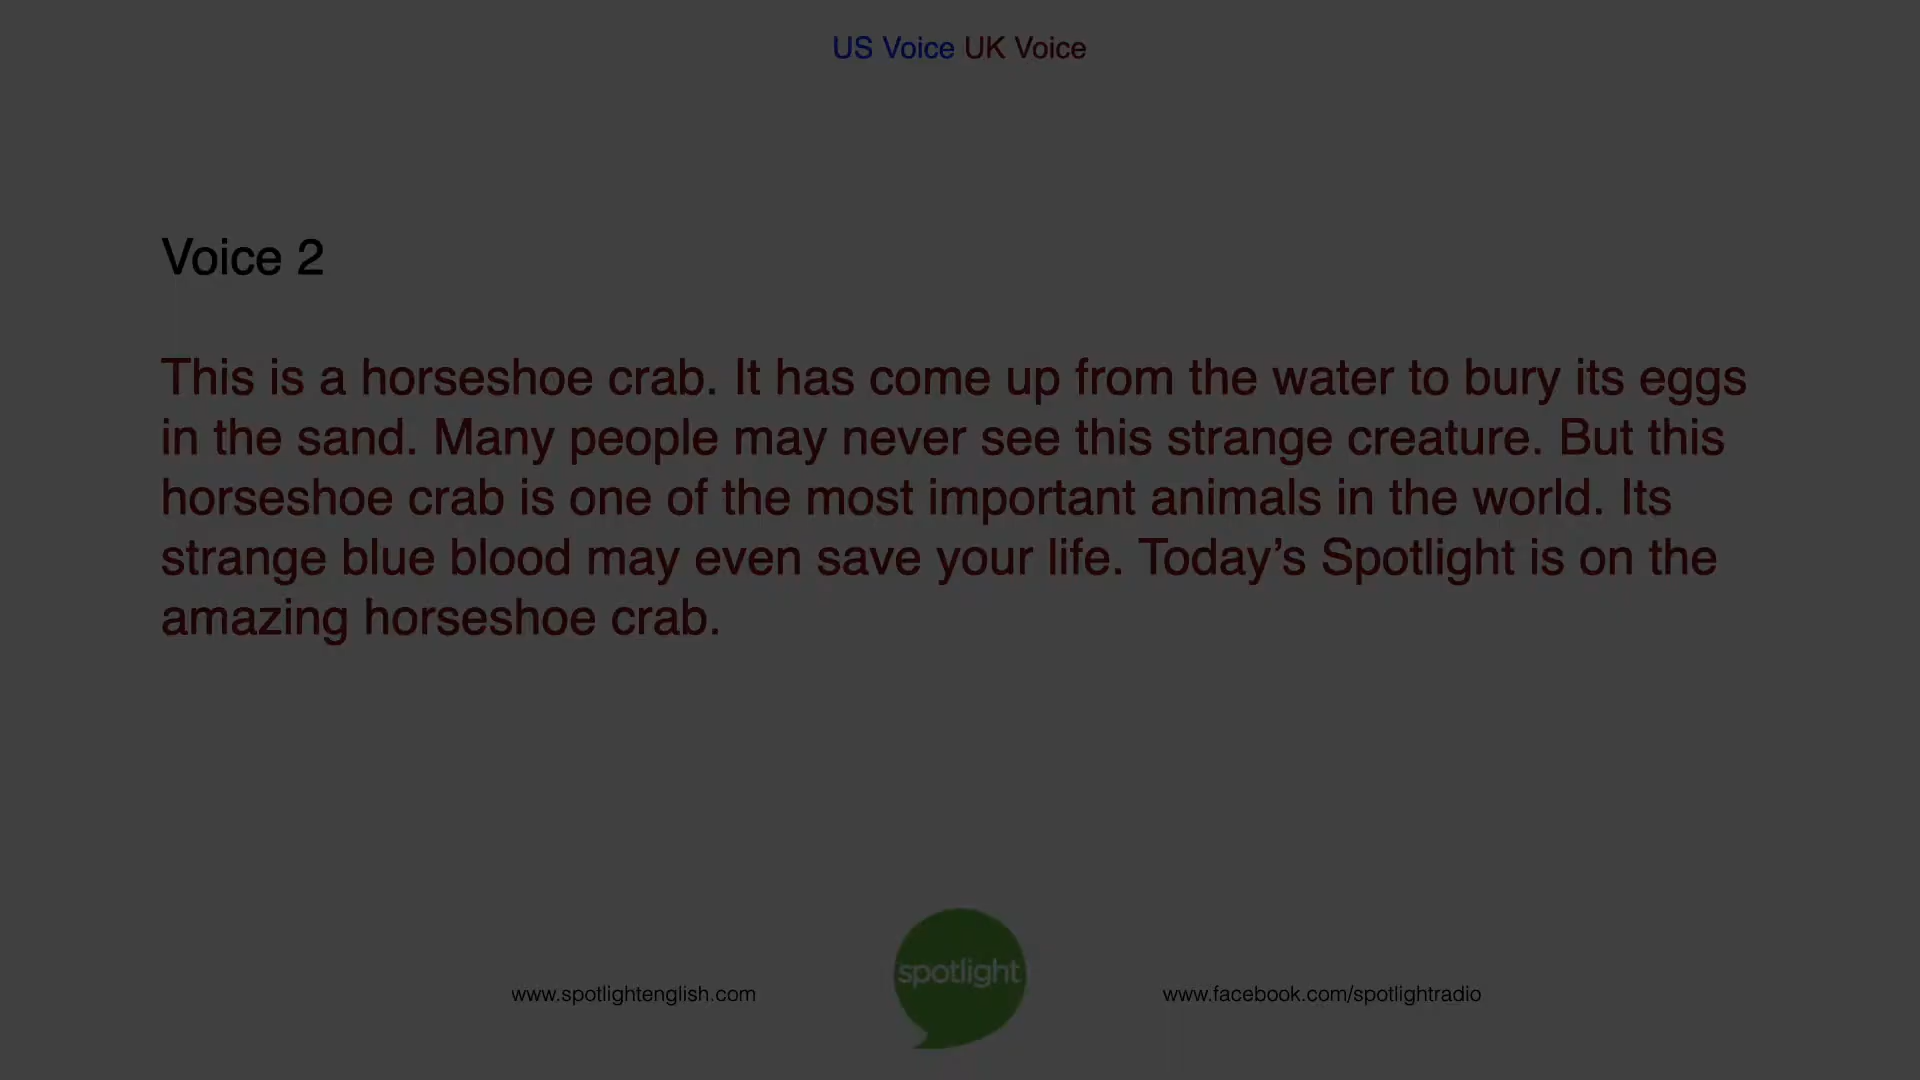 US Voice UK Voice
Voice 2
This is a horseshoe crab. It has come up from the water to bury its eggs
in the sand. Many people may never see this strange creature. But this
horseshoe crab is one of the most important animals in the world. Its
strange blue blood may even save your life. Today’s Spotlight is on the
amazing horseshoe crab.
spotlight
www.spotlightenglish.com
www.facebook.com/spotlightradio